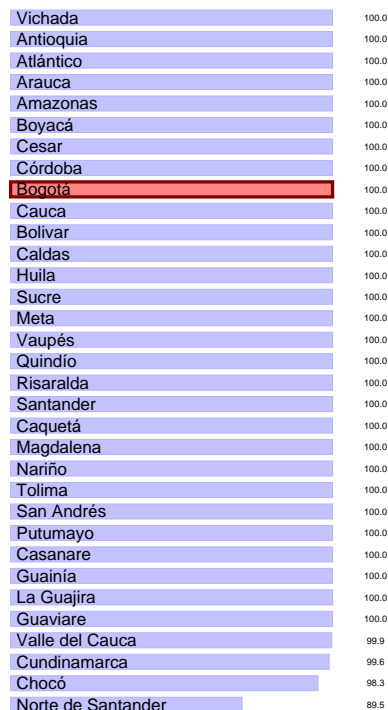 Vichada 100.0
Antioquia 100.0
Atlántico 100.0
Arauca 100.0
Amazonas 100.0
Boyacá 100.0
Cesar 100.0
Córdoba 100.0
Bogotá 100.0
Cauca 100.0
Bolivar 100.0
Caldas 100.0
Huila 100.0
Sucre 100.0
Meta 100.0
Vaupés 100.0
Quindío 100.0
Risaralda 100.0
Santander 100.0
Caquetá 100.0
Magdalena 100.0
Nariño 100.0
Tolima 100.0
San Andrés 100.0
Putumayo 100.0
Casanare 100.0
Guainía 100.0
La Guajira 100.0
Guaviare 100.0
Valle del Cauca 99.9
Cundinamarca 99.6
Chocó 98.3
Norte de Santander 89.5